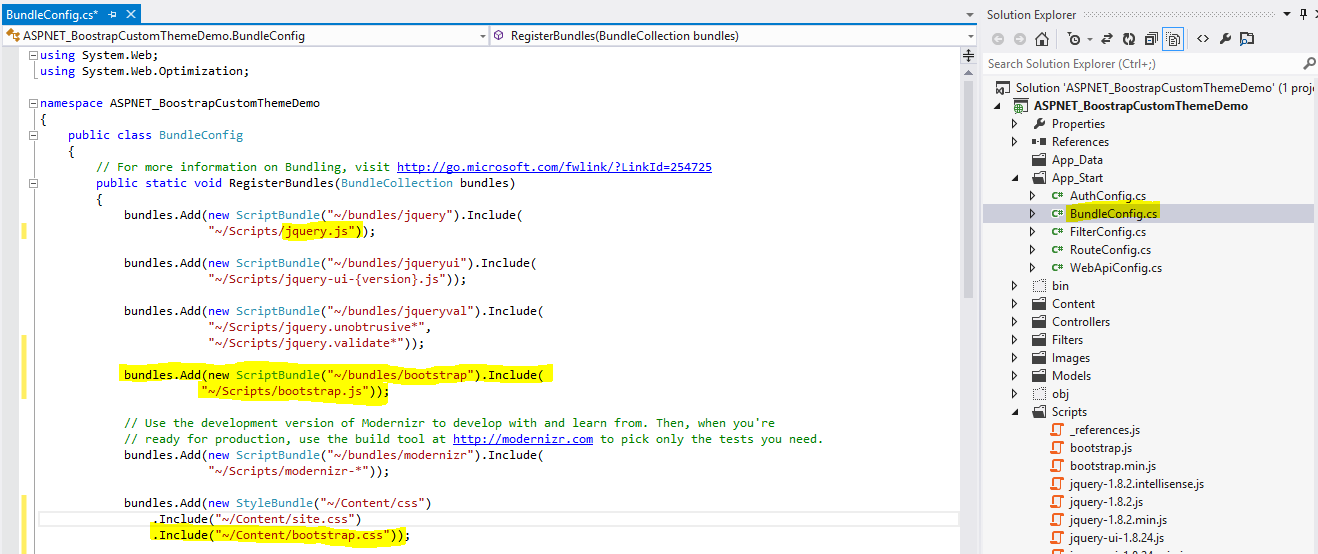 BundleConfig.cs*
ASPNET_BoostrapCustomThemeDemo.BundleConfig
RegisterBundles(BundleCollection bundles)
using System.Web;
using System.Web.Optimization;
namespace ASPNET_BoostrapCustomThemeDemo
{
public class BundleConfig
{
// For more information on Bundling, visit http://go.microsoft.com/fwlink/?LinkId=254725
public static void RegisterBundles(BundleCollection bundles)
{
bundles.Add(new ScriptBundle("~/bundles/jquery").Include(
"~/Scripts/jquery.js"));
bundles.Add(new ScriptBundle("~/bundles/jqueryui").Include(
"~/Scripts/jquery-ui-{version}.js"));
bundles.Add(new ScriptBundle("~/bundles/jqueryval").Include(
"~/Scripts/jquery.unobtrusive*",
"~/Scripts/jquery.validate*"));
bundles.Add(new ScriptBundle("~/bundles/bootstrap").Include(
"~/Scripts/bootstrap.js"));
// Use the development version of Modernizr to develop with and learn from. Then, when you're
// ready for production, use the build tool at http://modernizr.com to pick only the tests you need.
bundles.Add(new ScriptBundle("~/bundles/modernizr").Include(
"~/Scripts/modernizr-*"));
bundles.Add(new StyleBundle("~/Content/css")
.Include("~/Content/site.css")
.Include("~/Content/bootstrap.css"));
Solution Explorer
Search Solution Explorer (Ctrl+;)
Solution 'ASPNET_BoostrapCustomThemeDemo' (1 proje
ASPNET_BoostrapCustomThemeDemo
Properties
References
App_Data
App_Start
AuthConfig.cs
BundleConfig.cs
FilterConfig.cs
RouteConfig.cs
WebApiConfig.cs
bin
Content
Controllers
Filters
Images
Models
obj
Scripts
_references.js
bootstrap.js
bootstrap.min.js
jquery-1.8.2.intellisense.js
jquery-1.8.2.js
jquery-1.8.2.min.js
jquery-ui-1.8.24.js